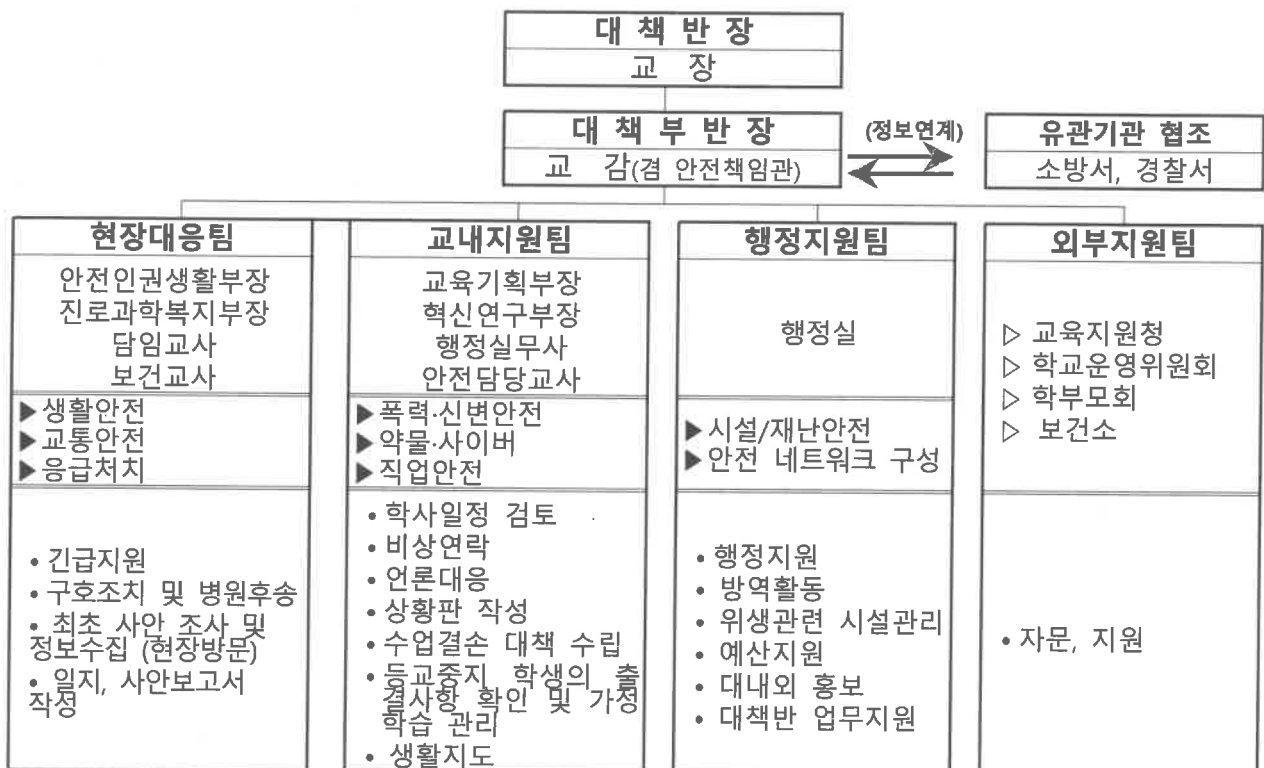 대 책 반 장
교 장
대 책 부 반 장
교 감(겸 안전책임관)
(정보연계)
유관기관 협조
소방서, 경찰서
현장대응팀
안전인권생활부장
진로과학복지부장
담임교사
보건교사
▶생활안전
▶교통안전
▶응급처치
• 긴급지원
• 구호조치 및 병원후송
• 최초 사안 조사 및
정보수집 (현장방문)
• 일지, 사안보고서
작성
교내지원팀
교육기획부장
혁신연구부장
행정실무사
안전담당교사
▶폭력·신변안전
▶약물·사이버
▶직업안전
• 학사일정 검토
• 비상연락
• 언론대응
• 상황판 작성
• 수업결손 대책 수립
• 등교중지 학생의 출
결사항 확인 및 가정
학습 관리
• 생활지도
행정지원팀
행정실
▶시설/재난안전
▶안전 네트워크 구성
• 행정지원
• 방역활동
• 위생관련 시설관리
• 예산지원
• 대내외 홍보
• 대책반 업무지원
외부지원팀
▷ 교육지원청
▷ 학교운영위원회
▷ 학부모회
▷ 보건소
• 자문, 지원